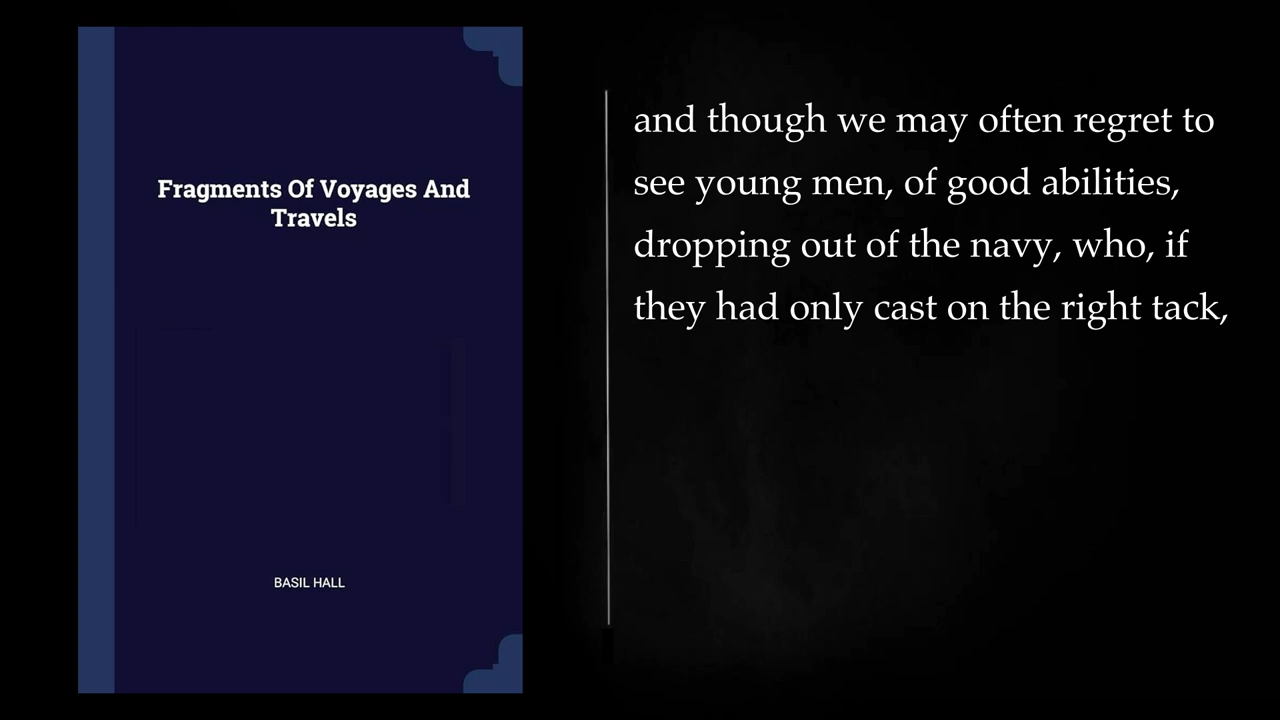 Fragments Of Voyages And
Travels
BASIL HALL
and though we may often regret to
see young men, of good abilities,
dropping out of the navy, who, if
they had only cast on the right tack,